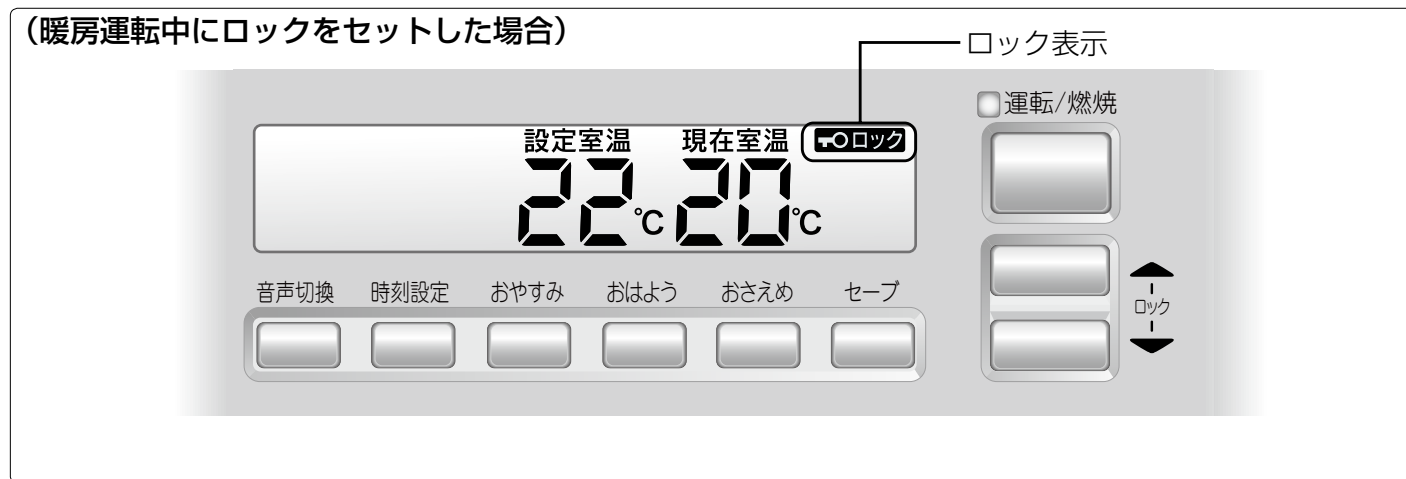 （暖房運転中にロックをセットした場合）
ロック表示
運転/燃焼
設定室温 現在室温 ロック
22℃ 20℃
音声切換 時刻設定 おやすみ おはよう おさえめ セーブ
ロック